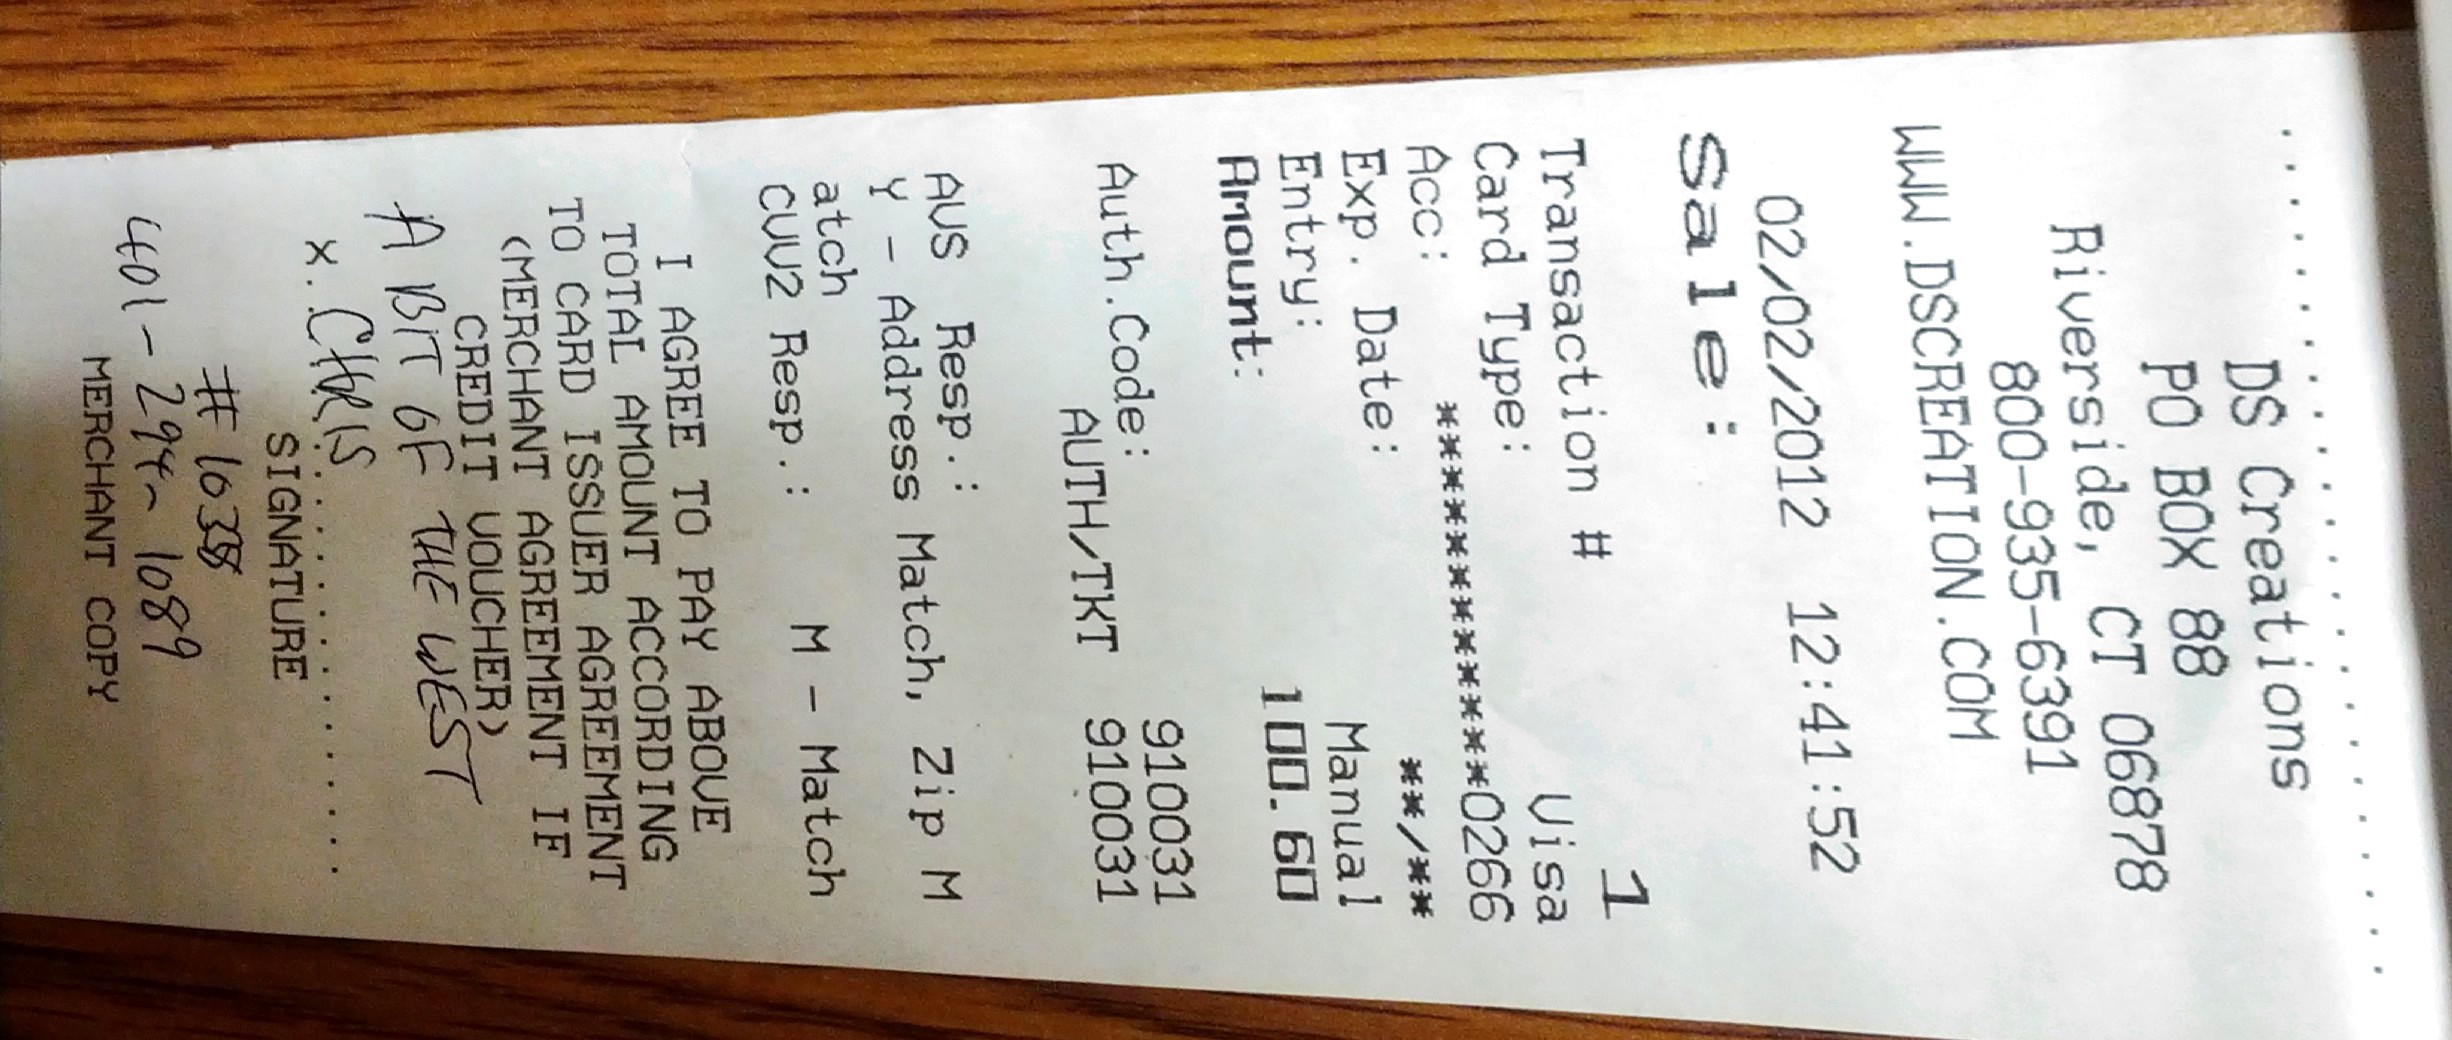 DS Creations
PO BOX 88
Riverside, CT 06878
800-935-6391
WWW.DSCREATION.COM
02/02/2012 12:41:52
Sale:
Transaction # 1
Card Type: Visa
Acc: ************0266
Exp. Date: **/**
Entry: Manual
Amount: 100.60
Auth.Code: 910031
AUTH/TKT 910031
AVS Resp.:
Y - Address Match, Zip M
atch
CVV2 Resp.: M - Match
I AGREE TO PAY ABOVE
TOTAL AMOUNT ACCORDING
TO CARD ISSUER AGREEMENT
(MERCHANT AGREEMENT IF
CREDIT VOUCHER)
A BIT OF THE WEST
x. CHRIS
SIGNATURE
# 1038
401-294-1089
MERCHANT COPY